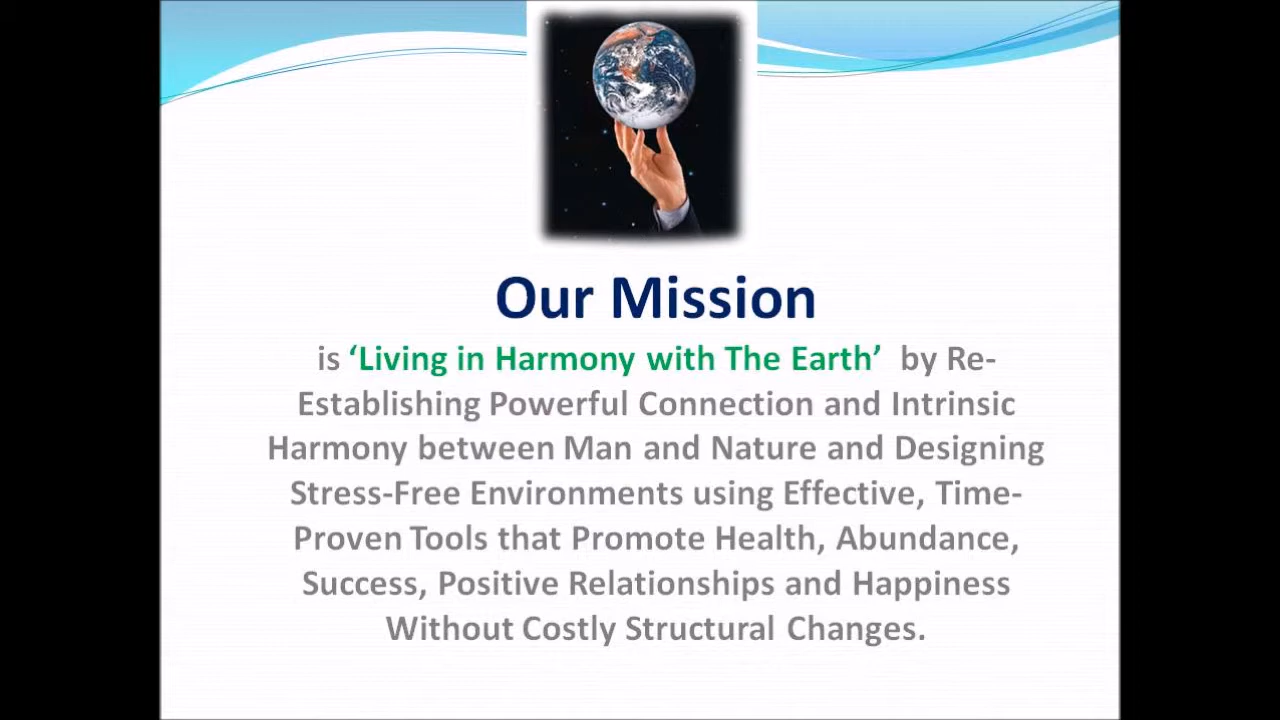 Our Mission
is ‘Living in Harmony with The Earth’ by Re-
Establishing Powerful Connection and Intrinsic
Harmony between Man and Nature and Designing
Stress-Free Environments using Effective, Time-
Proven Tools that Promote Health, Abundance,
Success, Positive Relationships and Happiness
Without Costly Structural Changes.